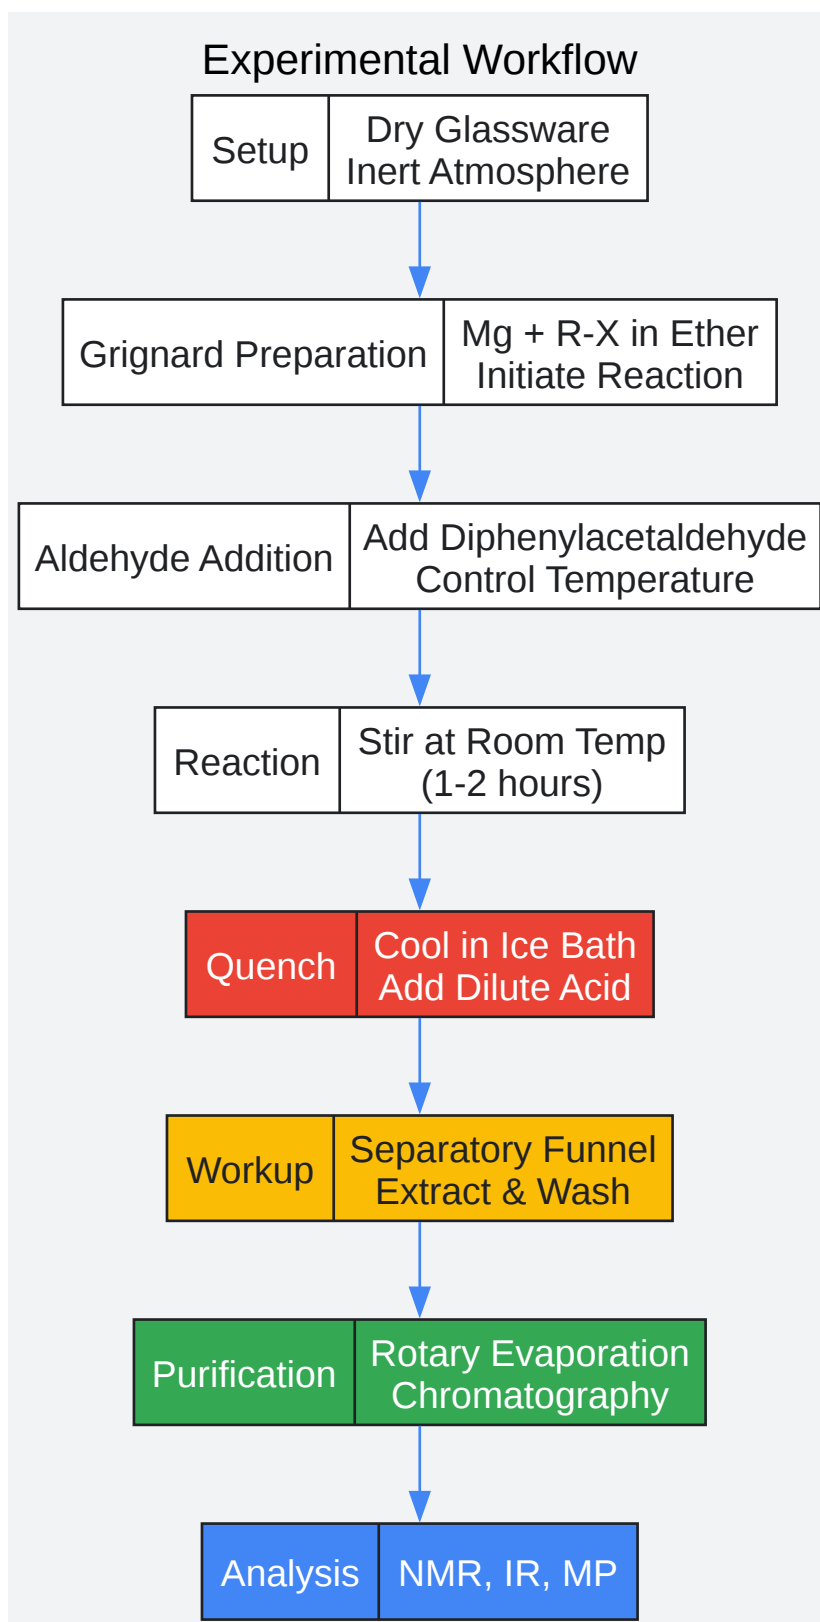 Experimental Workflow
Setup
Dry Glassware
Inert Atmosphere
Grignard Preparation
Mg + R-X in Ether
Initiate Reaction
Aldehyde Addition
Add Diphenylacetaldehyde
Control Temperature
Reaction
Stir at Room Temp
(1-2 hours)
Quench
Cool in Ice Bath
Add Dilute Acid
Workup
Separatory Funnel
Extract & Wash
Purification
Rotary Evaporation
Chromatography
Analysis
NMR, IR, MP